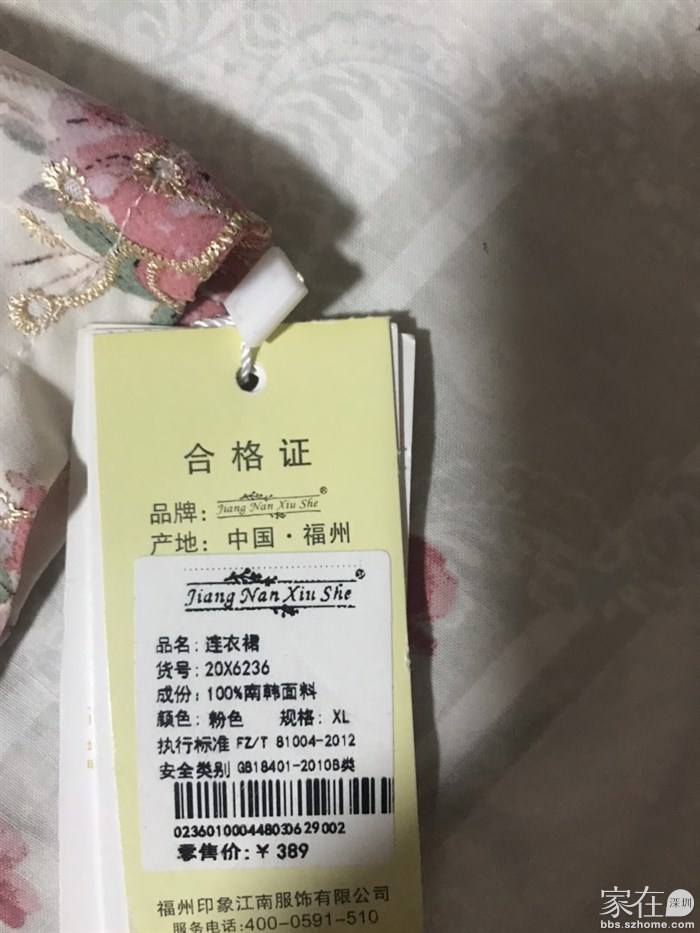 合格证
品牌: Jiang Nan Xiu She®
产地: 中国·福州
Jiang Nan Xiu She®
品名: 连衣裙
货号: 20X6236
成份: 100%南韩面料
颜色: 粉色 规格: XL
执行标准 FZ/T 81004-2012
安全类别 GB18401-2010B类
0236010004480306 29002
零售价: ¥ 389
福州印象江南服饰有限公司
服务电话:400-0591-510
家在深圳
bbs.szhome.com